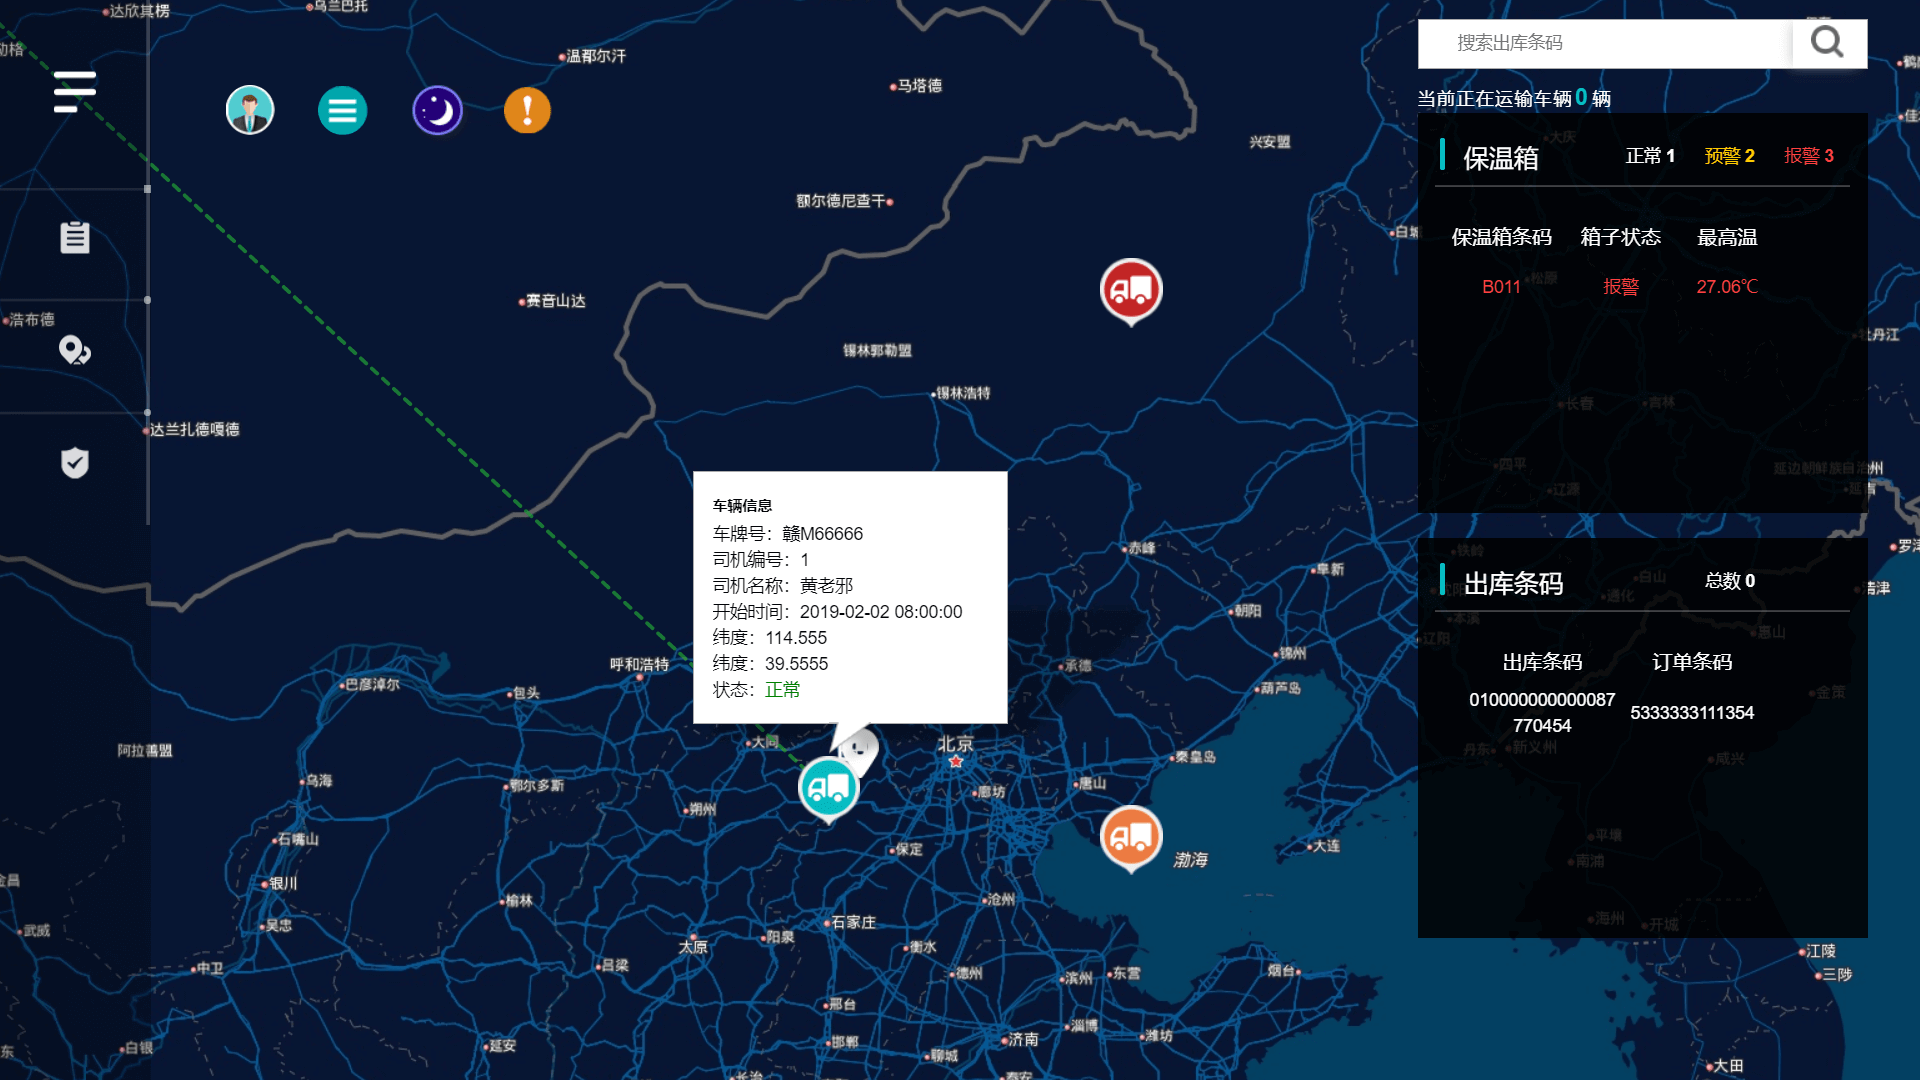 达欣其楞
乌兰巴托
温都尔汗
马塔德
兴安盟
额尔德尼查干
白城
赛音山达
浩布德
锡林郭勒盟
锡林浩特
达兰扎德嘎德
搜索出库条码
当前正在运输车辆0 辆
保温箱
正常 1
预警 2
报警 3
保温箱条码 箱子状态 最高温
B011 报警 27.06℃
大庆
松原
牡丹江
长春
吉林
四平
辽源
延边朝鲜族自治州
延吉
车辆信息
车牌号：赣M66666
司机编号：1
司机名称：黄老邪
开始时间：2019-02-02 08:00:00
纬度：114.555
纬度：39.5555
状态：正常
赤峰
阜新
朝阳
承德
锦州
葫芦岛
呼和浩特
巴彦淖尔
包头
阿拉善盟
大同
北京
秦皇岛
乌海
鄂尔多斯
廊坊
唐山
朔州
石嘴山
保定
渤海
大连
银川
榆林
沧州
吴忠
石家庄
武威
阳泉
太原
衡水
中卫
吕梁
德州
滨州
东营
烟台
邢台
淄博
潍坊
白银
延安
邯郸
聊城
济南
长治
泰安
出库条码
总数 0
出库条码 订单条码
010000000000087
770454
5333333111354
铁岭
白山
通化
本溪
辽阳
惠山
清津
金策
丹东
新义州
咸兴
平壤
南浦
海州
开城
江陵
三陟
大田